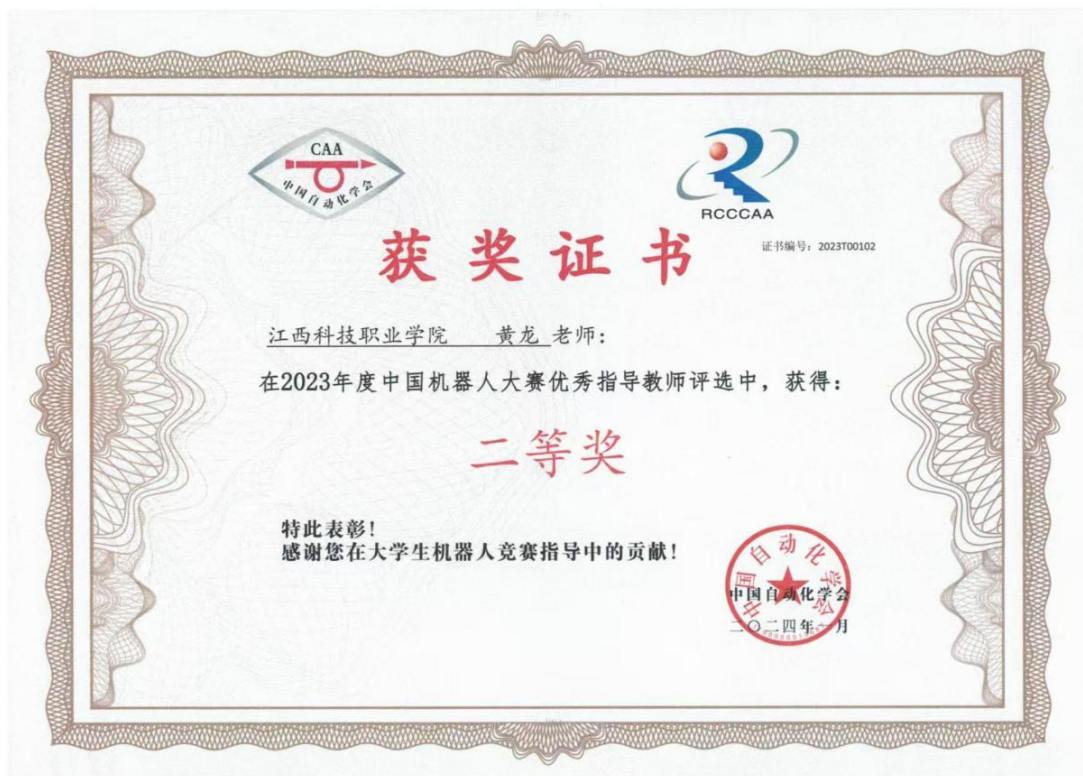 CAA
中国自动化学会
RCCCAA
获奖证书
证书编号：2023T00102
江西科技职业学院 黄龙 老师：
在2023年度中国机器人大赛优秀指导教师评选中，获得：
二等奖
特此表彰！
感谢您在大学生机器人竞赛指导中的贡献！
中国自动化学会
中国自动化学会
二〇二四年一月